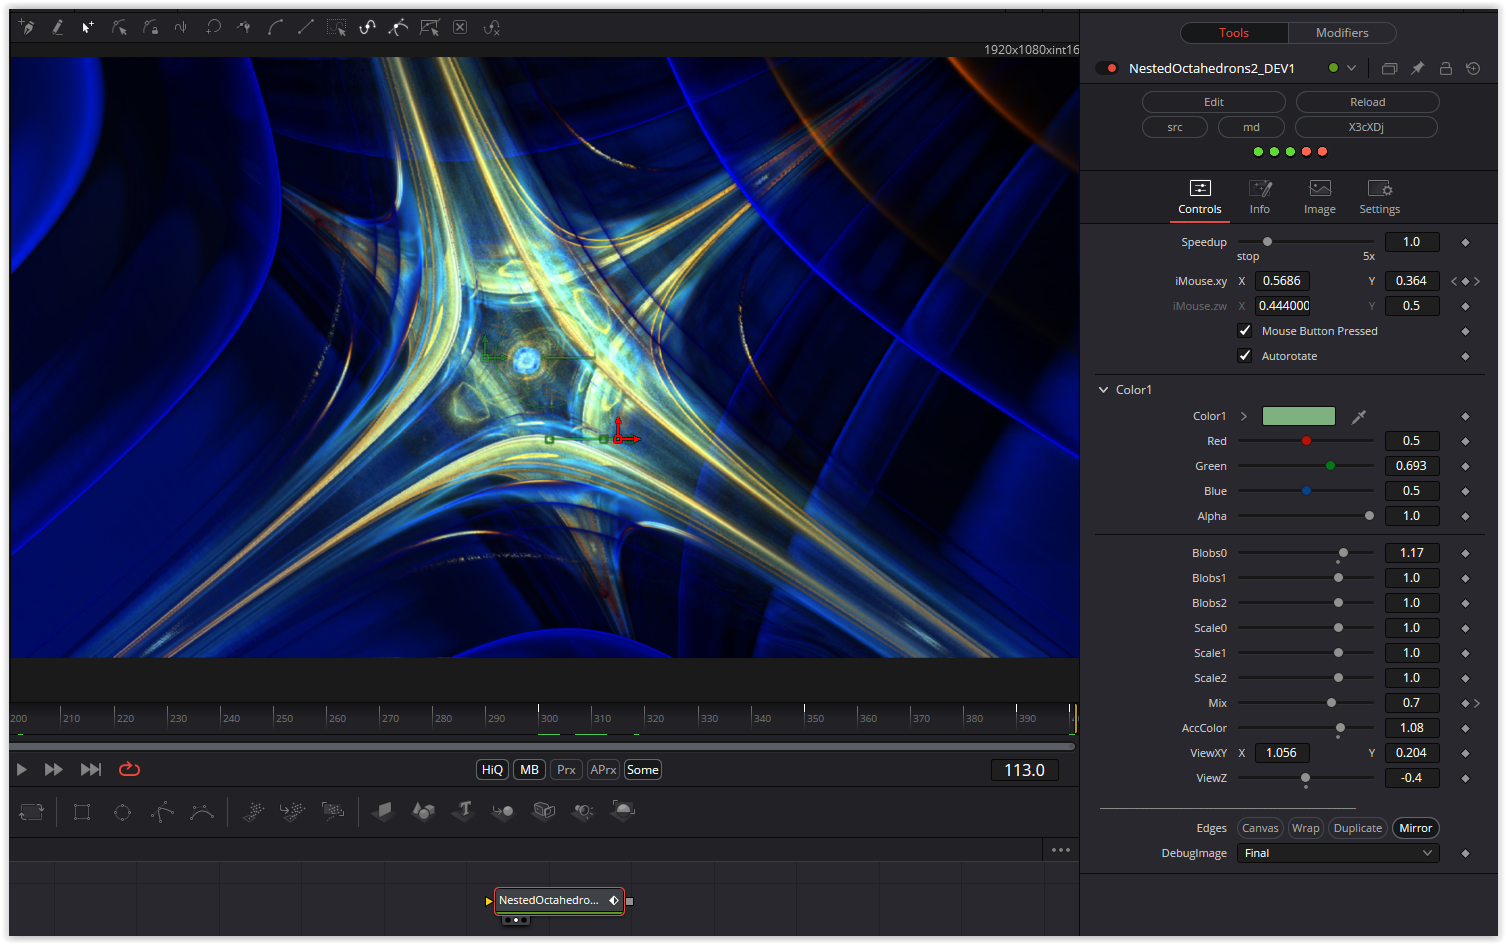 1920x1080xint16
200 210 220 230 240 250 260 270 280 290 300 310 320 330 340 350 360 370 380 390
HiQ MB Prx APrx Some 113.0
T
NestedOctahedro...
Tools Modifiers
NestedOctahedrons2_DEV1
Edit Reload
src md X3cXDj
Controls Info Image Settings
Speedup 1.0
stop 5x
iMouse.xy X 0.5686 Y 0.364
iMouse.zw X 0.444000 Y 0.5
Mouse Button Pressed
Autorotate
Color1
Color1
Red 0.5
Green 0.693
Blue 0.5
Alpha 1.0
Blobs0 1.17
Blobs1 1.0
Blobs2 1.0
Scale0 1.0
Scale1 1.0
Scale2 1.0
Mix 0.7
AccColor 1.08
ViewXY X 1.056 Y 0.204
ViewZ -0.4
Edges Canvas Wrap Duplicate Mirror
DebugImage Final